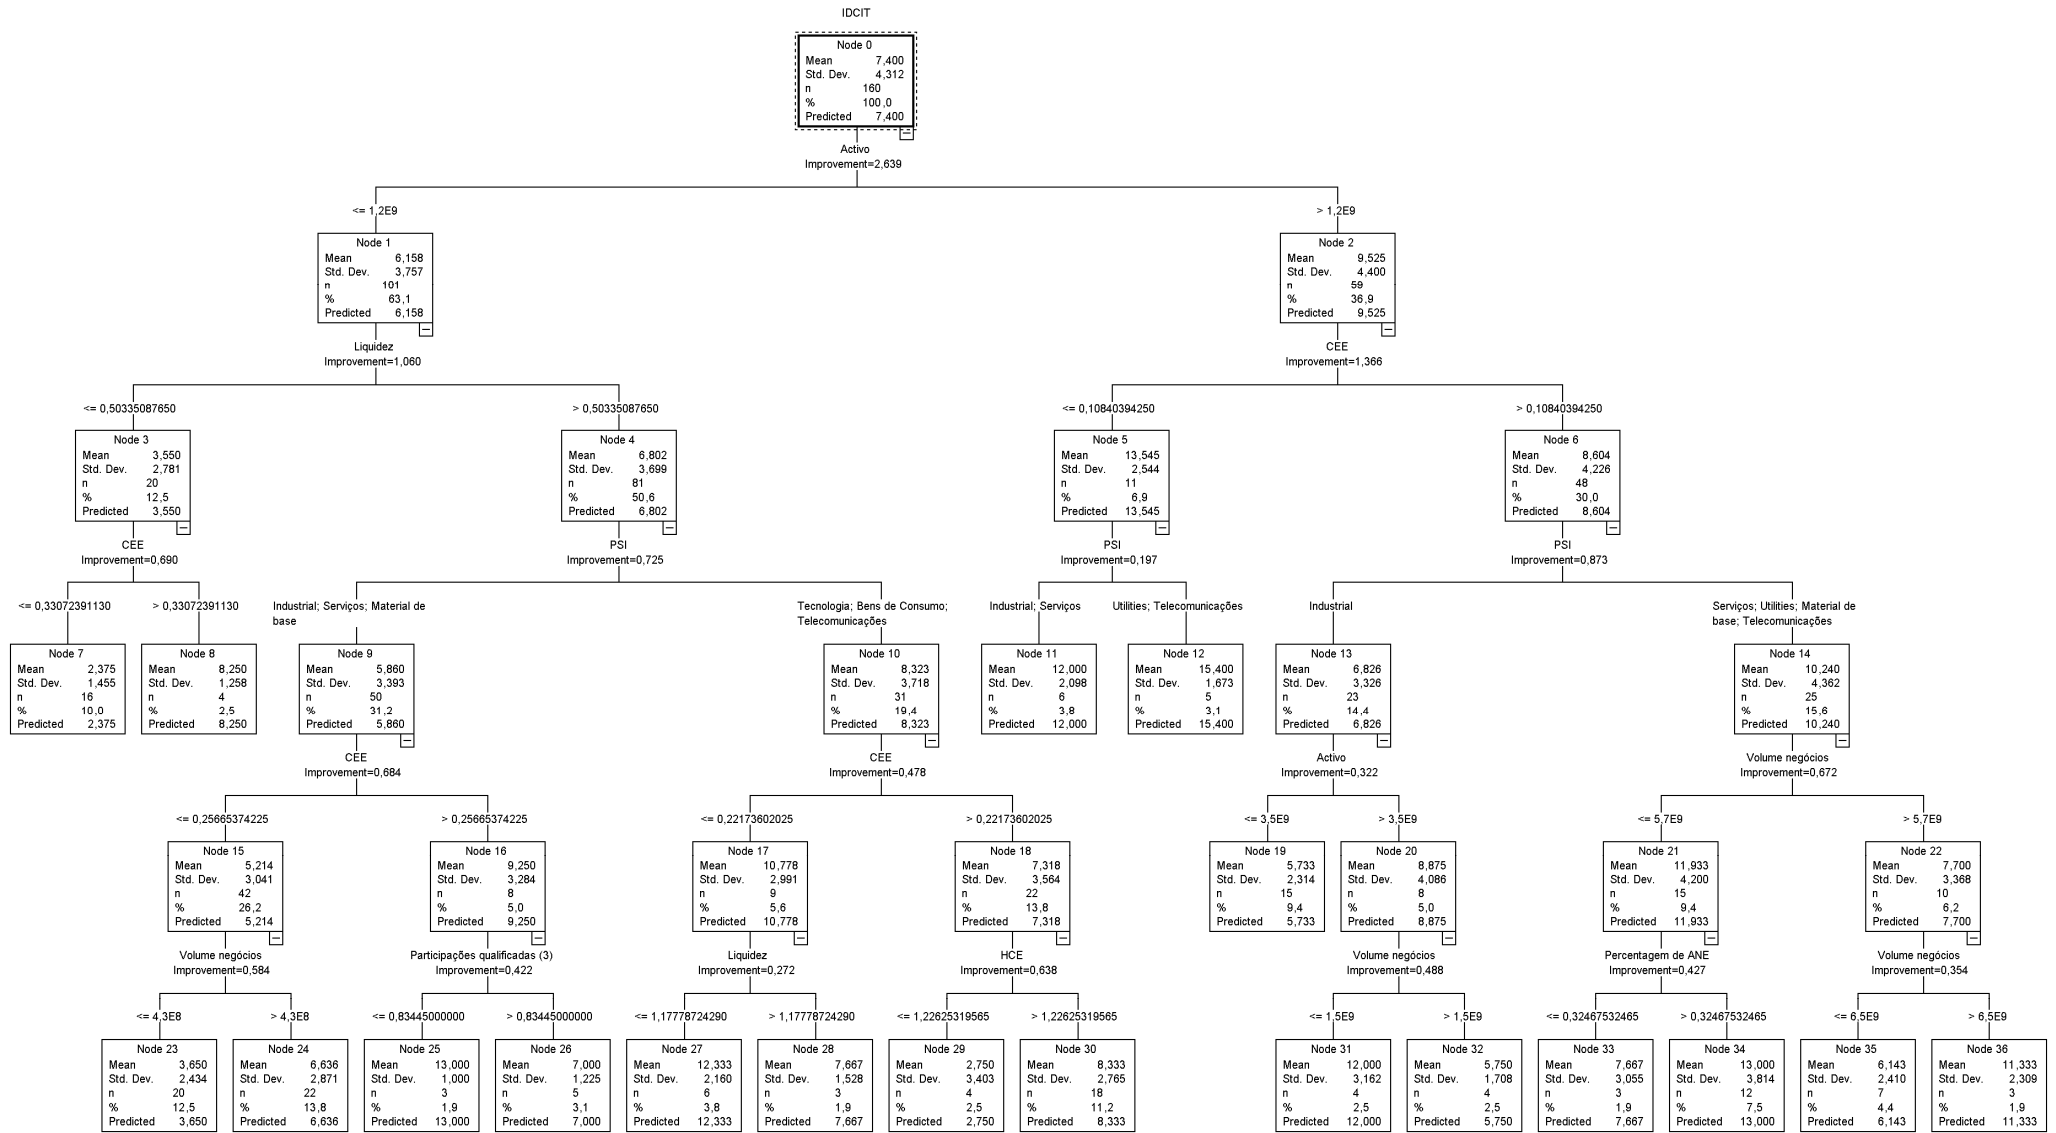 IDCIT
Node 0
Mean 7,400
Std. Dev. 4,312
n 160
% 100,0
Predicted 7,400
Activo
Improvement=2,639
<= 1,2E9
> 1,2E9
Node 1
Mean 6,158
Std. Dev. 3,757
n 101
% 63,1
Predicted 6,158
Node 2
Mean 9,525
Std. Dev. 4,400
n 59
% 36,9
Predicted 9,525
Liquidez
Improvement=1,060
CEE
Improvement=1,366
<= 0,50335087650
> 0,50335087650
<= 0,10840394250
> 0,10840394250
Node 3
Mean 3,550
Std. Dev. 2,781
n 20
% 12,5
Predicted 3,550
Node 4
Mean 6,802
Std. Dev. 3,699
n 81
% 50,6
Predicted 6,802
Node 5
Mean 13,545
Std. Dev. 2,544
n 11
% 6,9
Predicted 13,545
Node 6
Mean 8,604
Std. Dev. 4,226
n 48
% 30,0
Predicted 8,604
CEE
Improvement=0,690
PSI
Improvement=0,725
PSI
Improvement=0,197
PSI
Improvement=0,873
<= 0,33072391130
> 0,33072391130
Industrial; Serviços; Material de
base
Tecnologia; Bens de Consumo;
Telecomunicações
Industrial; Serviços
Utilities; Telecomunicações
Industrial
Serviços; Utilities; Material de
base; Telecomunicações
Node 7
Mean 2,375
Std. Dev. 1,455
n 16
% 10,0
Predicted 2,375
Node 8
Mean 8,250
Std. Dev. 1,258
n 4
% 2,5
Predicted 8,250
Node 9
Mean 5,860
Std. Dev. 3,393
n 50
% 31,2
Predicted 5,860
Node 10
Mean 8,323
Std. Dev. 3,718
n 31
% 19,4
Predicted 8,323
Node 11
Mean 12,000
Std. Dev. 2,098
n 6
% 3,8
Predicted 12,000
Node 12
Mean 15,400
Std. Dev. 1,673
n 5
% 3,1
Predicted 15,400
Node 13
Mean 6,826
Std. Dev. 3,326
n 23
% 14,4
Predicted 6,826
Node 14
Mean 10,240
Std. Dev. 4,362
n 25
% 15,6
Predicted 10,240
CEE
Improvement=0,684
CEE
Improvement=0,478
Activo
Improvement=0,322
Volume negócios
Improvement=0,672
<= 0,25665374225
> 0,25665374225
<= 0,22173602025
> 0,22173602025
<= 3,5E9
> 3,5E9
<= 5,7E9
> 5,7E9
Node 15
Mean 5,214
Std. Dev. 3,041
n 42
% 26,2
Predicted 5,214
Node 16
Mean 9,250
Std. Dev. 3,284
n 8
% 5,0
Predicted 9,250
Node 17
Mean 10,778
Std. Dev. 2,991
n 9
% 5,6
Predicted 10,778
Node 18
Mean 7,318
Std. Dev. 3,564
n 22
% 13,8
Predicted 7,318
Node 19
Mean 5,733
Std. Dev. 2,314
n 15
% 9,4
Predicted 5,733
Node 20
Mean 8,875
Std. Dev. 4,086
n 8
% 5,0
Predicted 8,875
Node 21
Mean 11,933
Std. Dev. 4,200
n 15
% 9,4
Predicted 11,933
Node 22
Mean 7,700
Std. Dev. 3,368
n 10
% 6,2
Predicted 7,700
Volume negócios
Improvement=0,584
Participações qualificadas (3)
Improvement=0,422
Liquidez
Improvement=0,272
HCE
Improvement=0,638
Volume negócios
Improvement=0,488
Percentagem de ANE
Improvement=0,427
Volume negócios
Improvement=0,354
<= 4,3E8
> 4,3E8
<= 0,83445000000
> 0,83445000000
<= 1,17778724290
> 1,17778724290
<= 1,22625319565
> 1,22625319565
<= 1,5E9
> 1,5E9
<= 0,32467532465
> 0,32467532465
<= 6,5E9
> 6,5E9
Node 23
Mean 3,650
Std. Dev. 2,434
n 20
% 12,5
Predicted 3,650
Node 24
Mean 6,636
Std. Dev. 2,871
n 22
% 13,8
Predicted 6,636
Node 25
Mean 13,000
Std. Dev. 1,000
n 3
% 1,9
Predicted 13,000
Node 26
Mean 7,000
Std. Dev. 1,225
n 5
% 3,1
Predicted 7,000
Node 27
Mean 12,333
Std. Dev. 2,160
n 6
% 3,8
Predicted 12,333
Node 28
Mean 7,667
Std. Dev. 1,528
n 3
% 1,9
Predicted 7,667
Node 29
Mean 2,750
Std. Dev. 3,403
n 4
% 2,5
Predicted 2,750
Node 30
Mean 8,333
Std. Dev. 2,765
n 18
% 11,2
Predicted 8,333
Node 31
Mean 12,000
Std. Dev. 3,162
n 4
% 2,5
Predicted 12,000
Node 32
Mean 5,750
Std. Dev. 1,708
n 4
% 2,5
Predicted 5,750
Node 33
Mean 7,667
Std. Dev. 3,055
n 3
% 1,9
Predicted 7,667
Node 34
Mean 13,000
Std. Dev. 3,814
n 12
% 7,5
Predicted 13,000
Node 35
Mean 6,143
Std. Dev. 2,410
n 7
% 4,4
Predicted 6,143
Node 36
Mean 11,333
Std. Dev. 2,309
n 3
% 1,9
Predicted 11,333